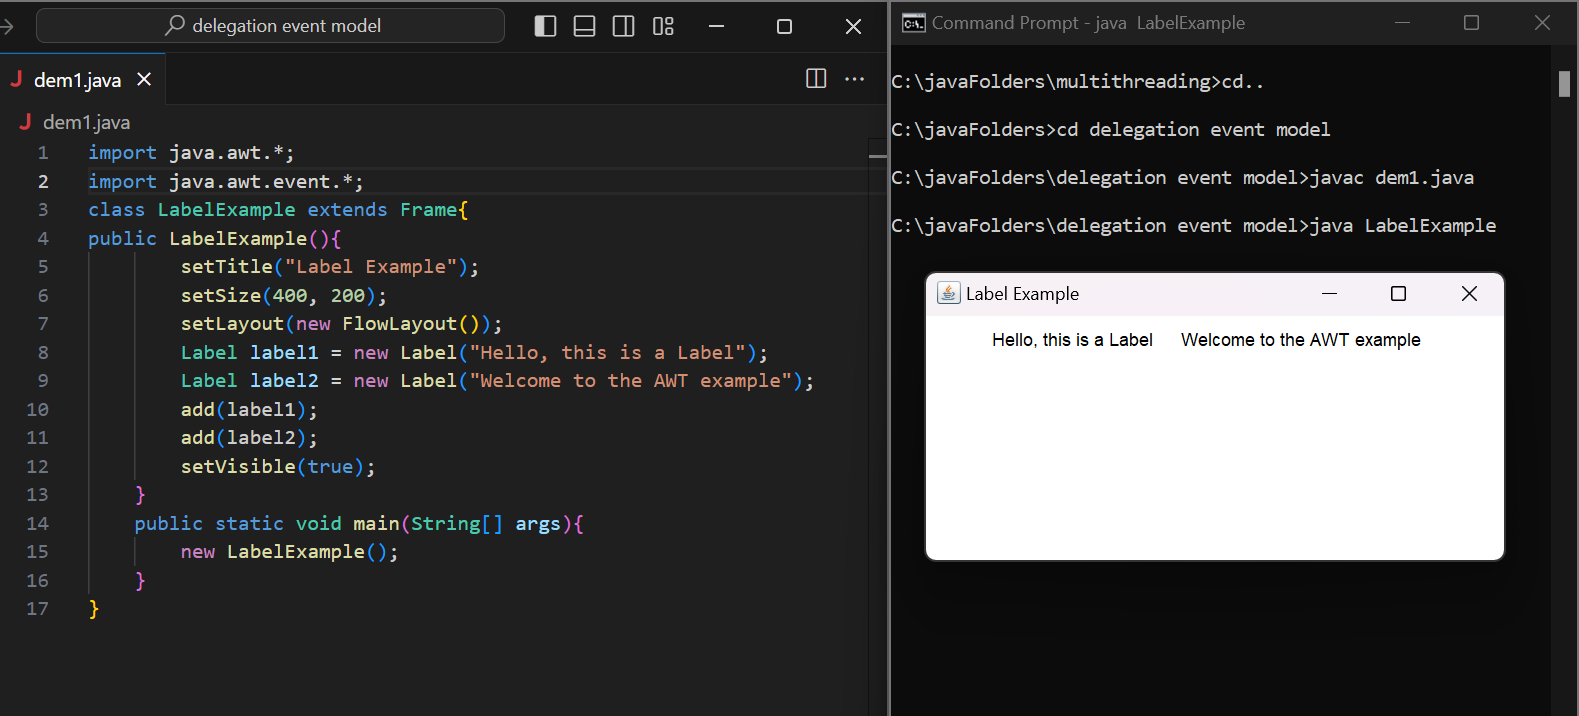 delegation event model
dem1.java
dem1.java
1 import java.awt.*;
2 import java.awt.event.*;
3 class LabelExample extends Frame{
4 public LabelExample(){
5 setTitle("Label Example");
6 setSize(400, 200);
7 setLayout(new FlowLayout());
8 Label label1 = new Label("Hello, this is a Label");
9 Label label2 = new Label("Welcome to the AWT example");
10 add(label1);
11 add(label2);
12 setVisible(true);
13 }
14 public static void main(String[] args){
15 new LabelExample();
16 }
17 }
Command Prompt - java  LabelExample
C:\javaFolders\multithreading>cd..
C:\javaFolders>cd delegation event model
C:\javaFolders\delegation event model>javac dem1.java
C:\javaFolders\delegation event model>java LabelExample
Label Example
Hello, this is a Label Welcome to the AWT example